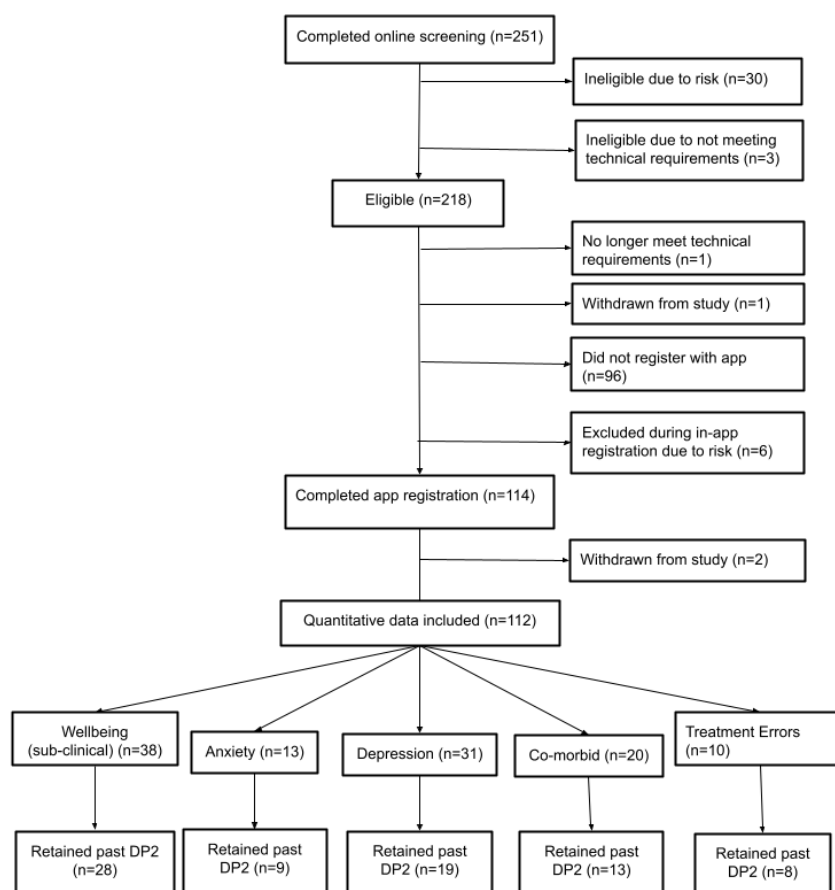 Completed online screening (n=251)
Ineligible due to risk (n=30)
Ineligible due to not meeting
technical requirements (n=3)
Eligible (n=218)
No longer meet technical
requirements (n=1)
Withdrawn from study (n=1)
Did not register with app
(n=96)
Excluded during in-app
registration due to risk (n=6)
Completed app registration (n=114)
Withdrawn from study (n=2)
Quantitative data included (n=112)
Wellbeing
(sub-clinical) (n=38)
Anxiety (n=13)
Depression (n=31)
Co-morbid (n=20)
Treatment Errors
(n=10)
Retained past DP2
(n=28)
Retained past
DP2 (n=9)
Retained past
DP2 (n=19)
Retained past
DP2 (n=13)
Retained past
DP2 (n=8)